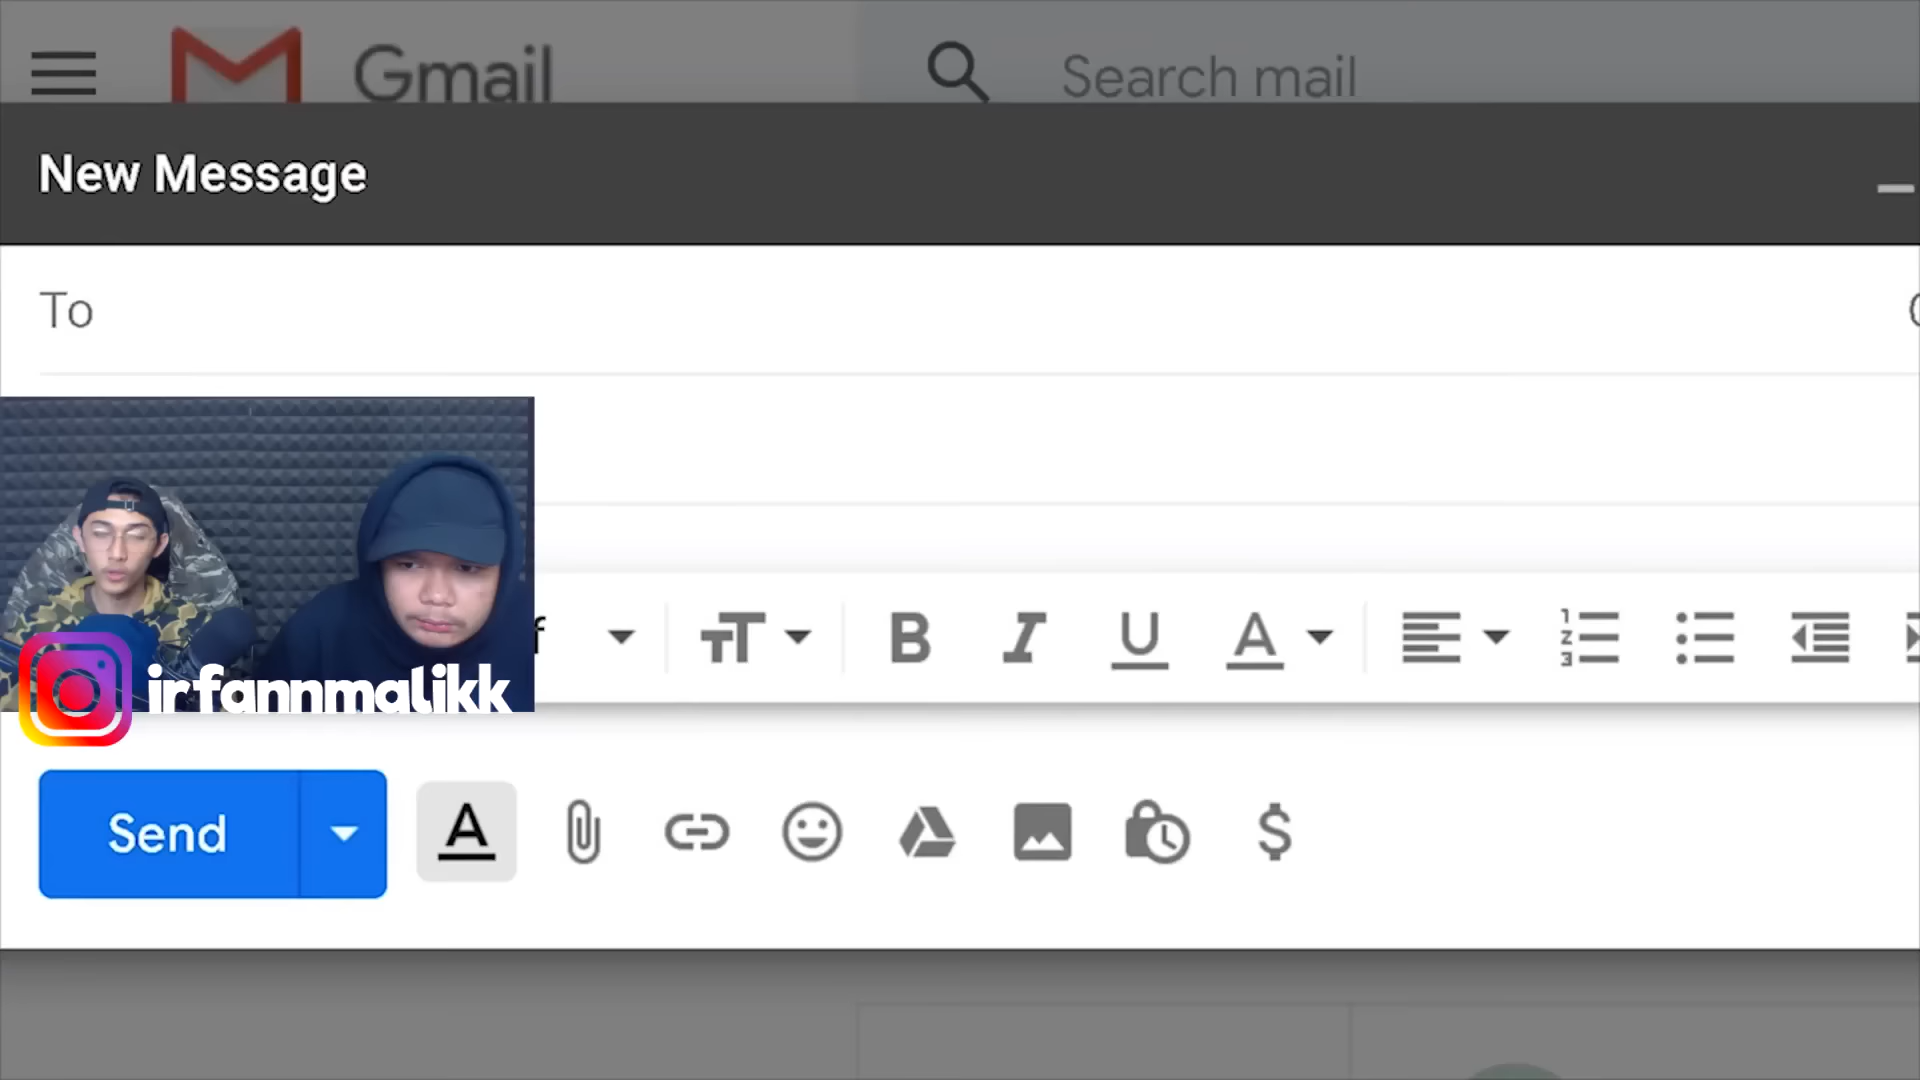 Gmail
Search mail
New Message
To
irfannmalikk
Send